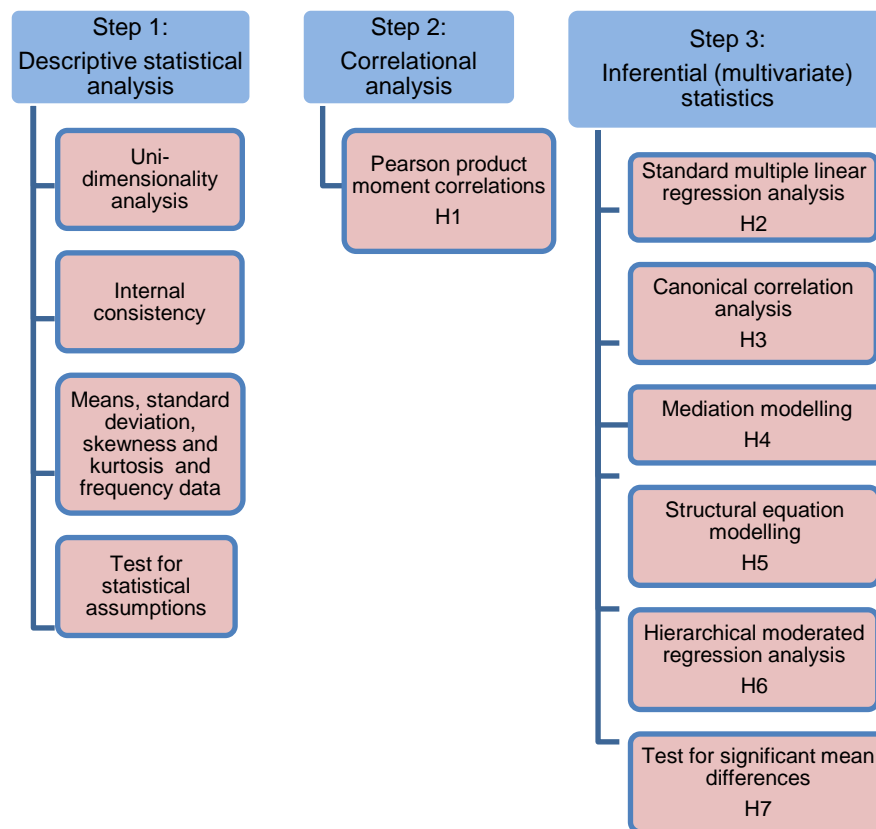 Step 1:
Descriptive statistical
analysis
Uni-
dimensionality
analysis
Internal
consistency
Means, standard
deviation,
skewness and
kurtosis and
frequency data
Test for
statistical
assumptions
Step 2:
Correlational
analysis
Pearson product
moment correlations
H1
Step 3:
Inferential (multivariate)
statistics
Standard multiple linear
regression analysis
H2
Canonical correlation
analysis
H3
Mediation modelling
H4
Structural equation
modelling
H5
Hierarchical moderated
regression analysis
H6
Test for significant mean
differences
H7